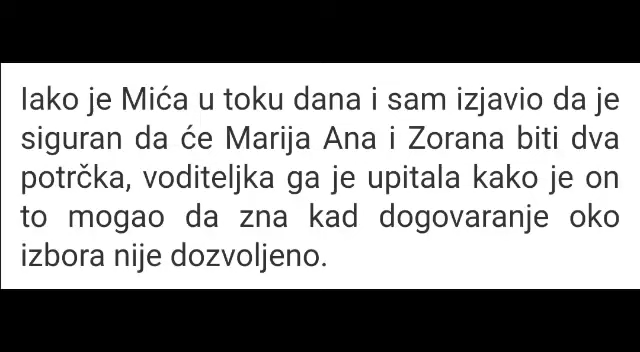 Iako je Mića u toku dana i sam izjavio da je
siguran da će Marija Ana i Zorana biti dva
potrčka, voditeljka ga je upitala kako je on
to mogao da zna kad dogovaranje oko
izbora nije dozvoljeno.